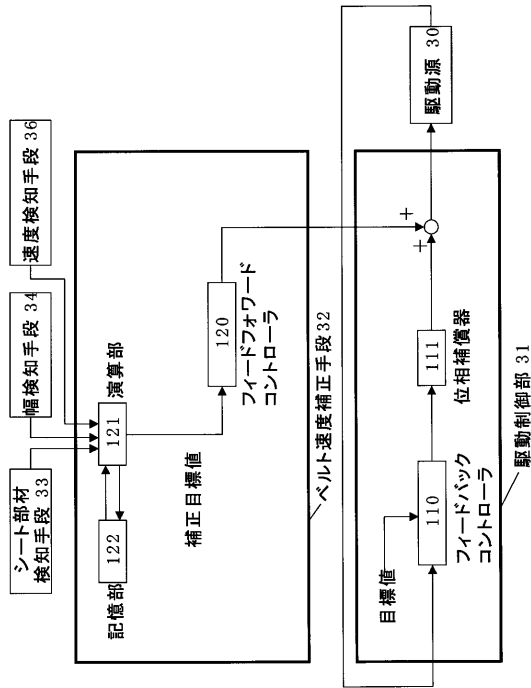 シート部材
検知手段 33
幅検知手段 34
速度検知手段 36
記憶部
122
121
演算部
補正目標値
120
フィードフォワード
コントローラ
ベルト速度補正手段32
目標値
110
フィードバック
コントローラ
111
位相補償器
+
+
駆動源 30
駆動制御部 31